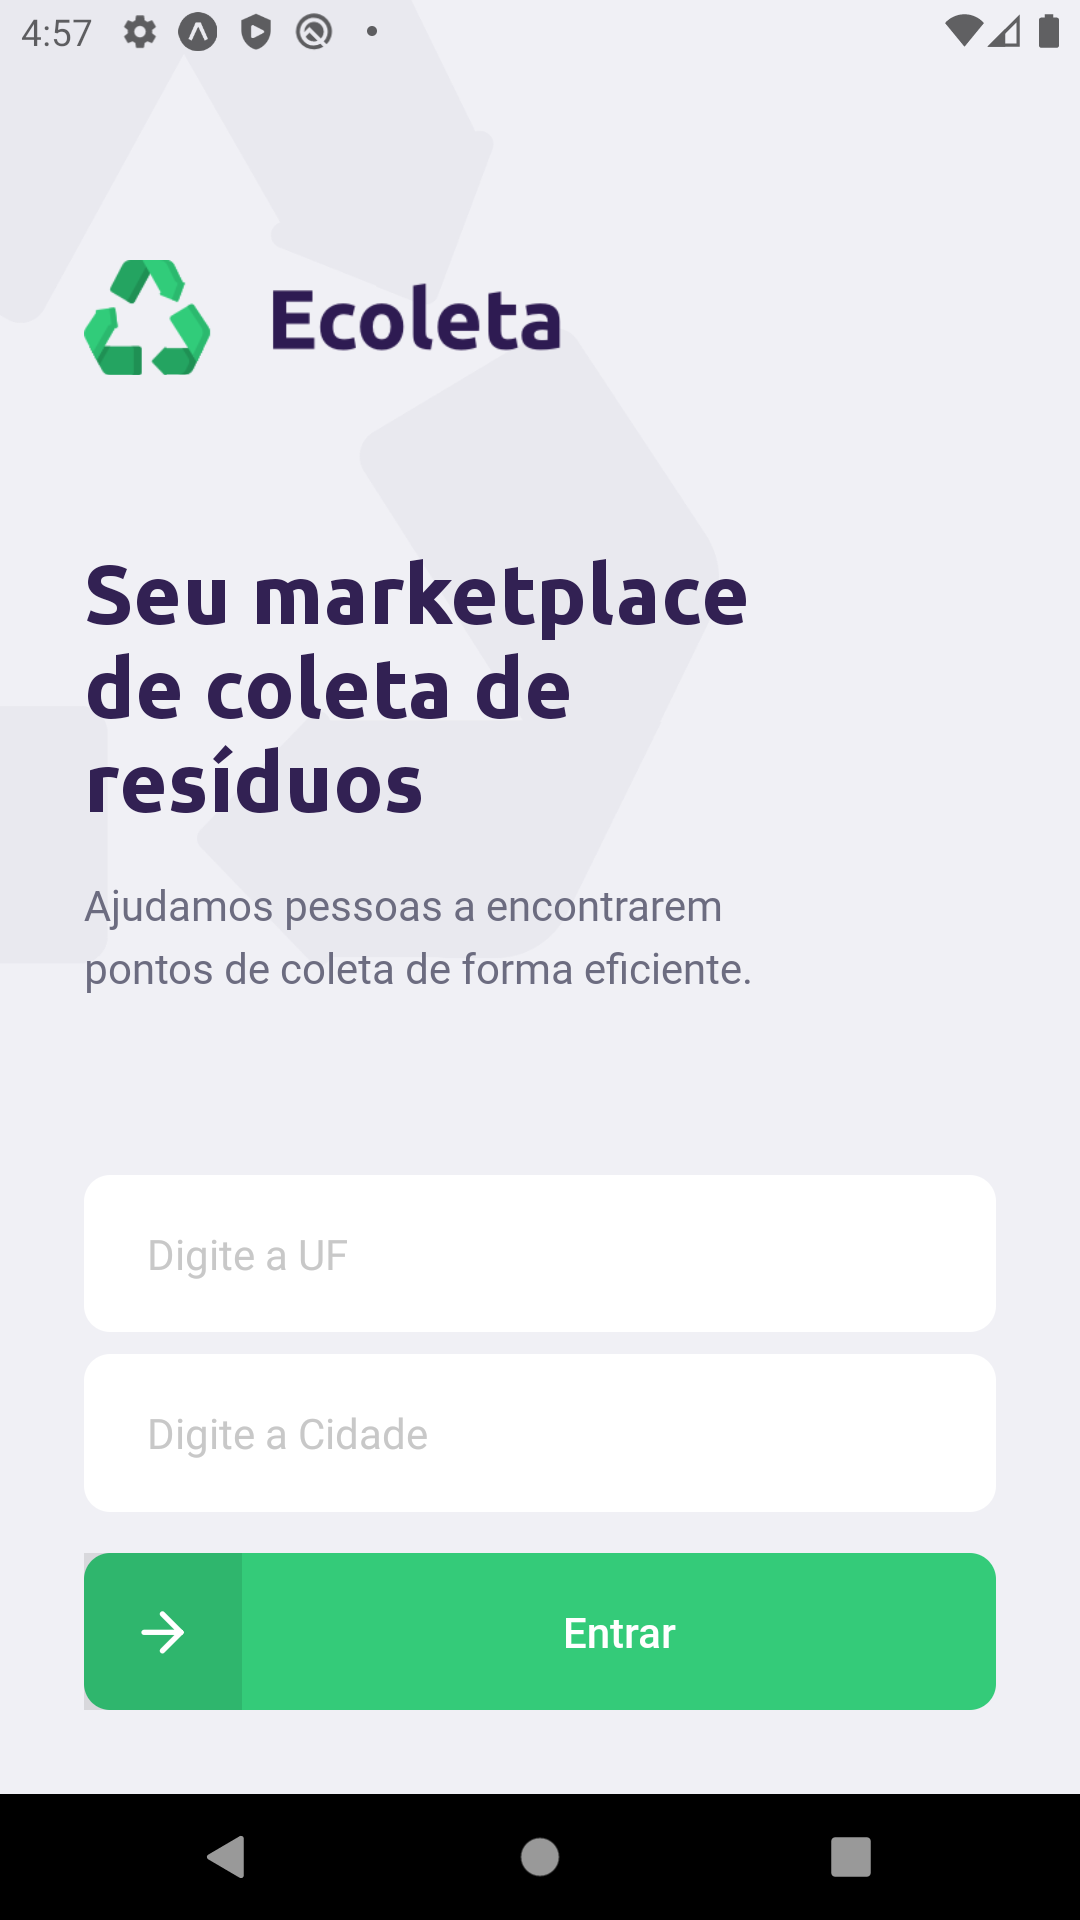 4:57
Ecoleta
Seu marketplace
de coleta de
resíduos
Ajudamos pessoas a encontrarem
pontos de coleta de forma eficiente.
Digite a UF
Digite a Cidade
Entrar